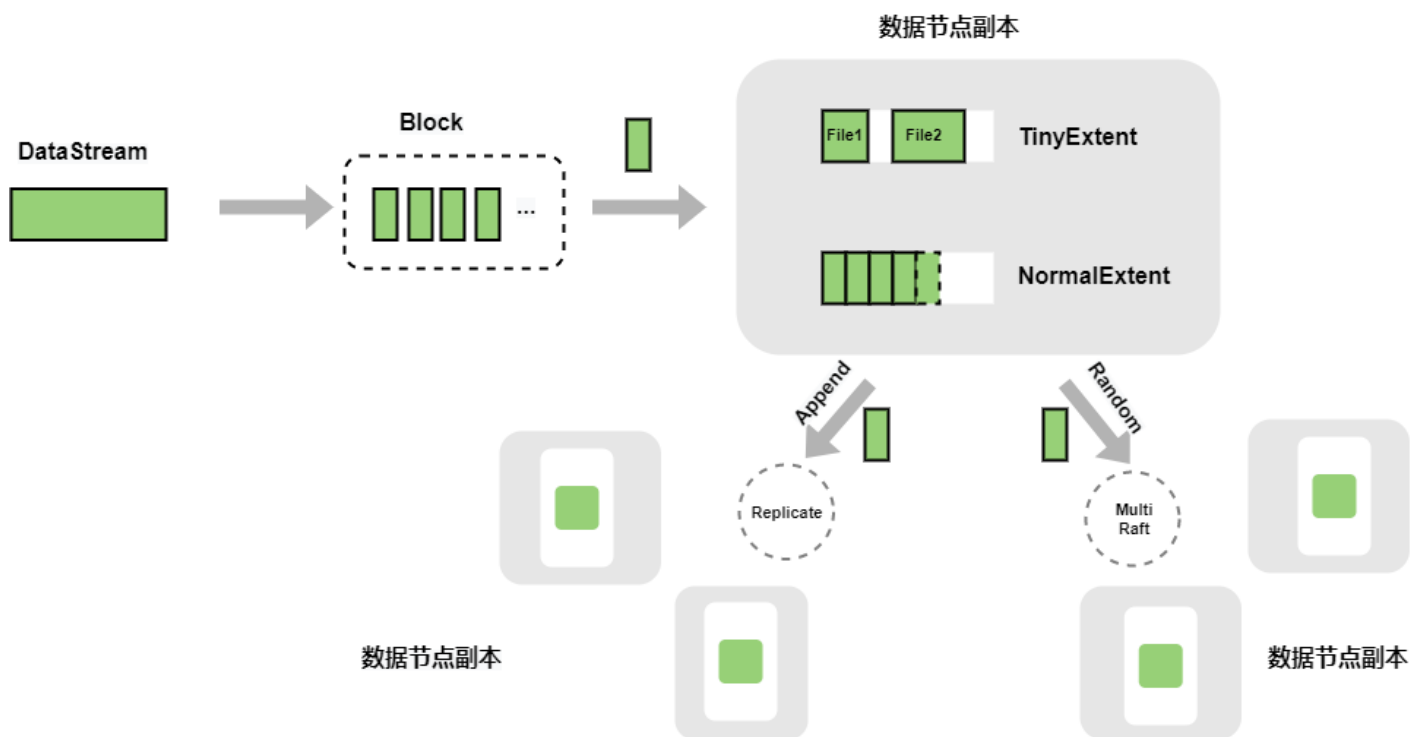 数据节点副本
DataStream
Block
...
File1
File2
TinyExtent
NormalExtent
Append
Random
Replicate
Multi
Raft
数据节点副本
数据节点副本